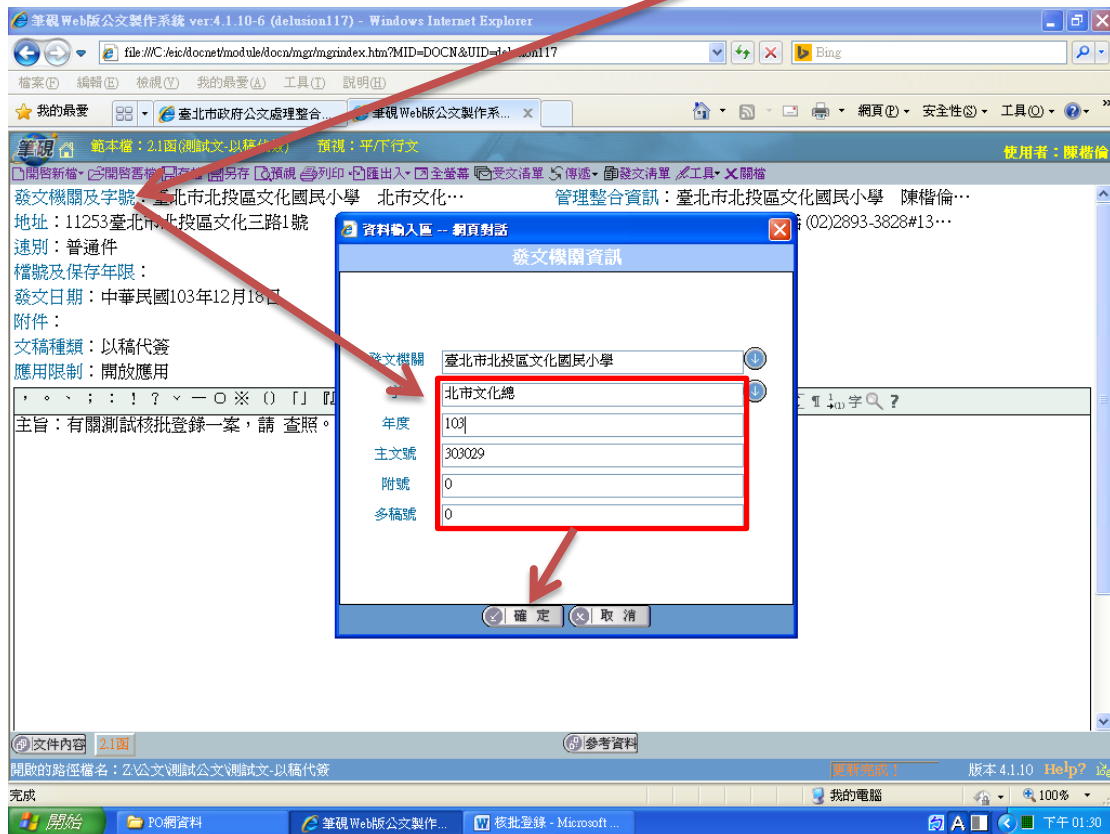 筆硯Web版公文製作系統 ver:4.1.10-6 (delusion117) - Windows Internet Explorer
file:///C:/eic/docnet/module/docn/mgr/mgrindex.htm?MID=DOCN&UID=delusion117
Bing
檔案(F) 編輯(E) 檢視(V) 我的最愛(A) 工具(T) 說明(H)
我的最愛 臺北市政府公文處理整合... 筆硯Web版公文製作系... 網頁(P) 安全性(S) 工具(O)
筆硯 範本檔：2.1函(測試文-以稿代簽) 預視：平/下行文 使用者：陳楷倫
開啓新檔 開啓舊檔 存檔 另存 預視 列印 匯出入 全螢幕 受文清單 傳遞 發文清單 工具 關檔
發文機關及字號：臺北市北投區文化國民小學 北市文化… 管理整合資訊：臺北市北投區文化國民小學 陳楷倫…
地址：11253臺北市北投區文化三路1號 (02)2893-3828#13…
速別：普通件
檔號及保存年限：
發文日期：中華民國103年12月18日
附件：
文稿種類：以稿代簽
應用限制：開放應用
，。、；：！？ˇ—○※（）「」『 ¶ 字 ?
主旨：有關測試核批登錄一案，請 查照。
資料輸入區 -- 網頁對話
發文機關資訊
發文機關 臺北市北投區文化國民小學
字 北市文化總
年度 103
主文號 303029
附號 0
多稿號 0
確 定 取 消
文件內容 2.1函 參考資料
開啟的路徑檔名：Z:\公文\測試公文\測試文-以稿代簽 更新完成！ 版本4.1.10 Help?
完成 我的電腦 100%
開始 PO網資料 筆硯Web版公文製作... 核批登錄 - Microsoft ... A 下午 01:30